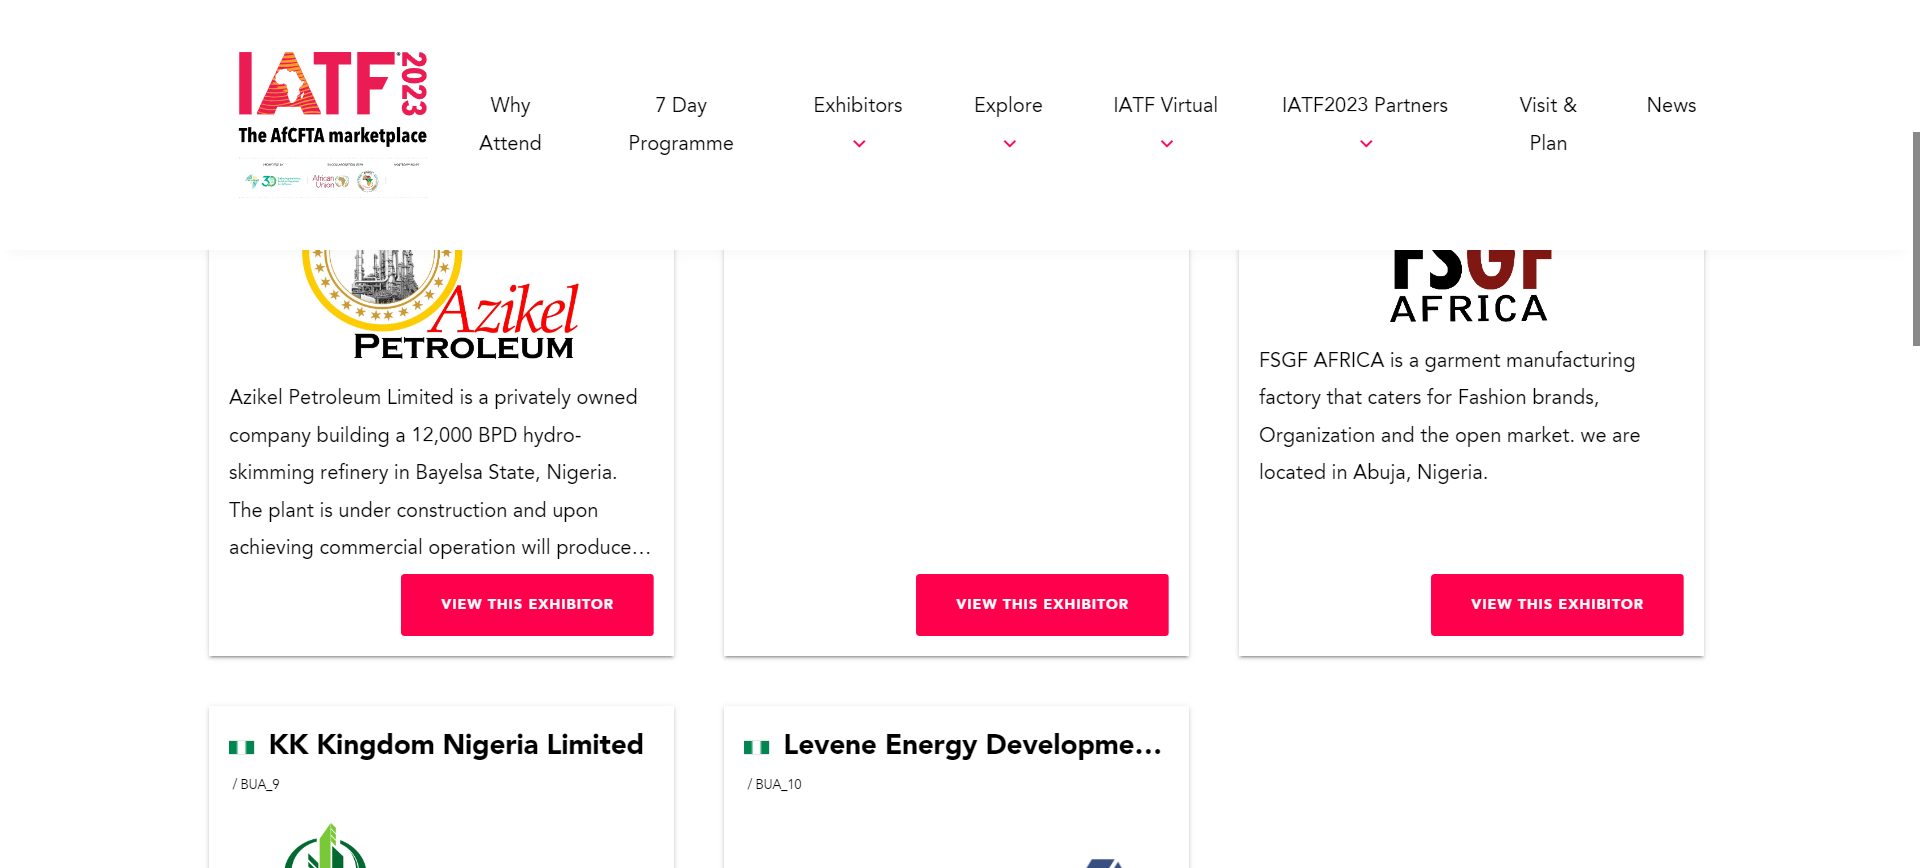 IATF 2023
The AfCFTA marketplace
African
Union
30
Why
Attend
7 Day
Programme
Exhibitors
Explore
IATF Virtual
IATF2023 Partners
Visit &
Plan
News
Azikel
PETROLEUM
Azikel Petroleum Limited is a privately owned
company building a 12,000 BPD hydro-
skimming refinery in Bayelsa State, Nigeria.
The plant is under construction and upon
achieving commercial operation will produce…
VIEW THIS EXHIBITOR
VIEW THIS EXHIBITOR
FSGF
AFRICA
FSGF AFRICA is a garment manufacturing
factory that caters for Fashion brands,
Organization and the open market. we are
located in Abuja, Nigeria.
VIEW THIS EXHIBITOR
KK Kingdom Nigeria Limited
/ BUA_9
Levene Energy Developme…
/ BUA_10